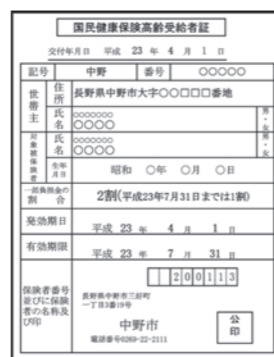 国民健康保険高齢受給者証
交付年月日 平成 23 年 4 月 1 日
記号 中野 番号 ○○○○○
世帯主 住所 長野県中野市大字○○□□□番地
氏名 ○○○○○○○ ○○○○ 男・女
対象被保険者 氏名 ○○○○○○○ ○○○○ 男・女
生年月日 昭和 ○年 ○月 ○日
一部負担金の割合 2割(平成23年7月31日までは1割)
発効期日 平成 23 年 4 月 1 日
有効期限 平成 23 年 7 月 31 日
保険者番号並びに保険者の名称及び印 200113
長野県中野市三好町
一丁目3番19号
中野市 公印
電話番号0269-22-2111